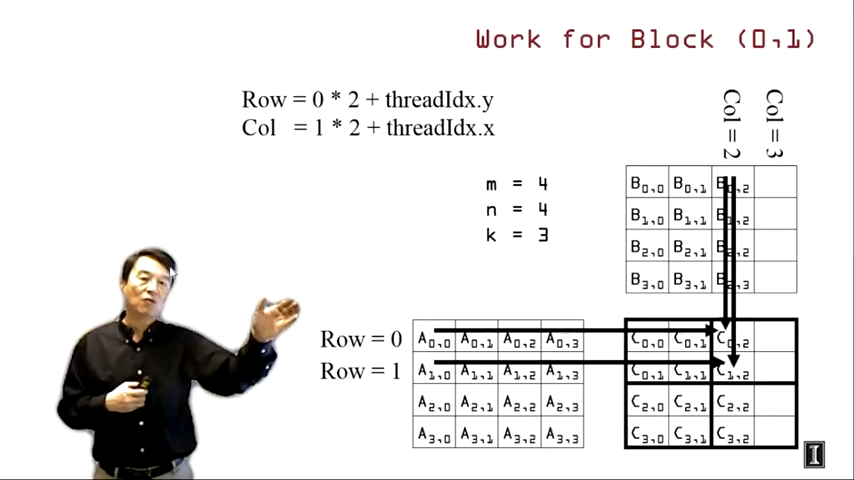 Work for Block (0,1)
Row = 0 * 2 + threadIdx.y
Col = 1 * 2 + threadIdx.x
Col = 2
Col = 3
m = 4
n = 4
k = 3
B0,0 B0,1 B0,2
B1,0 B1,1
B2,0 B2,1
B3,0 B3,1
Row = 0
A0,0 A0,1 A0,2 A0,3
C0,0 C0,1 C0,2
Row = 1
A1,0 A1,1 A1,2 A1,3
C0,1 C1,1 C1,2
A2,0 A2,1 A2,2 A2,3
C2,0 C2,1 C2,2
A3,0 A3,1 A3,2 A3,3
C3,0 C3,1 C3,2
I